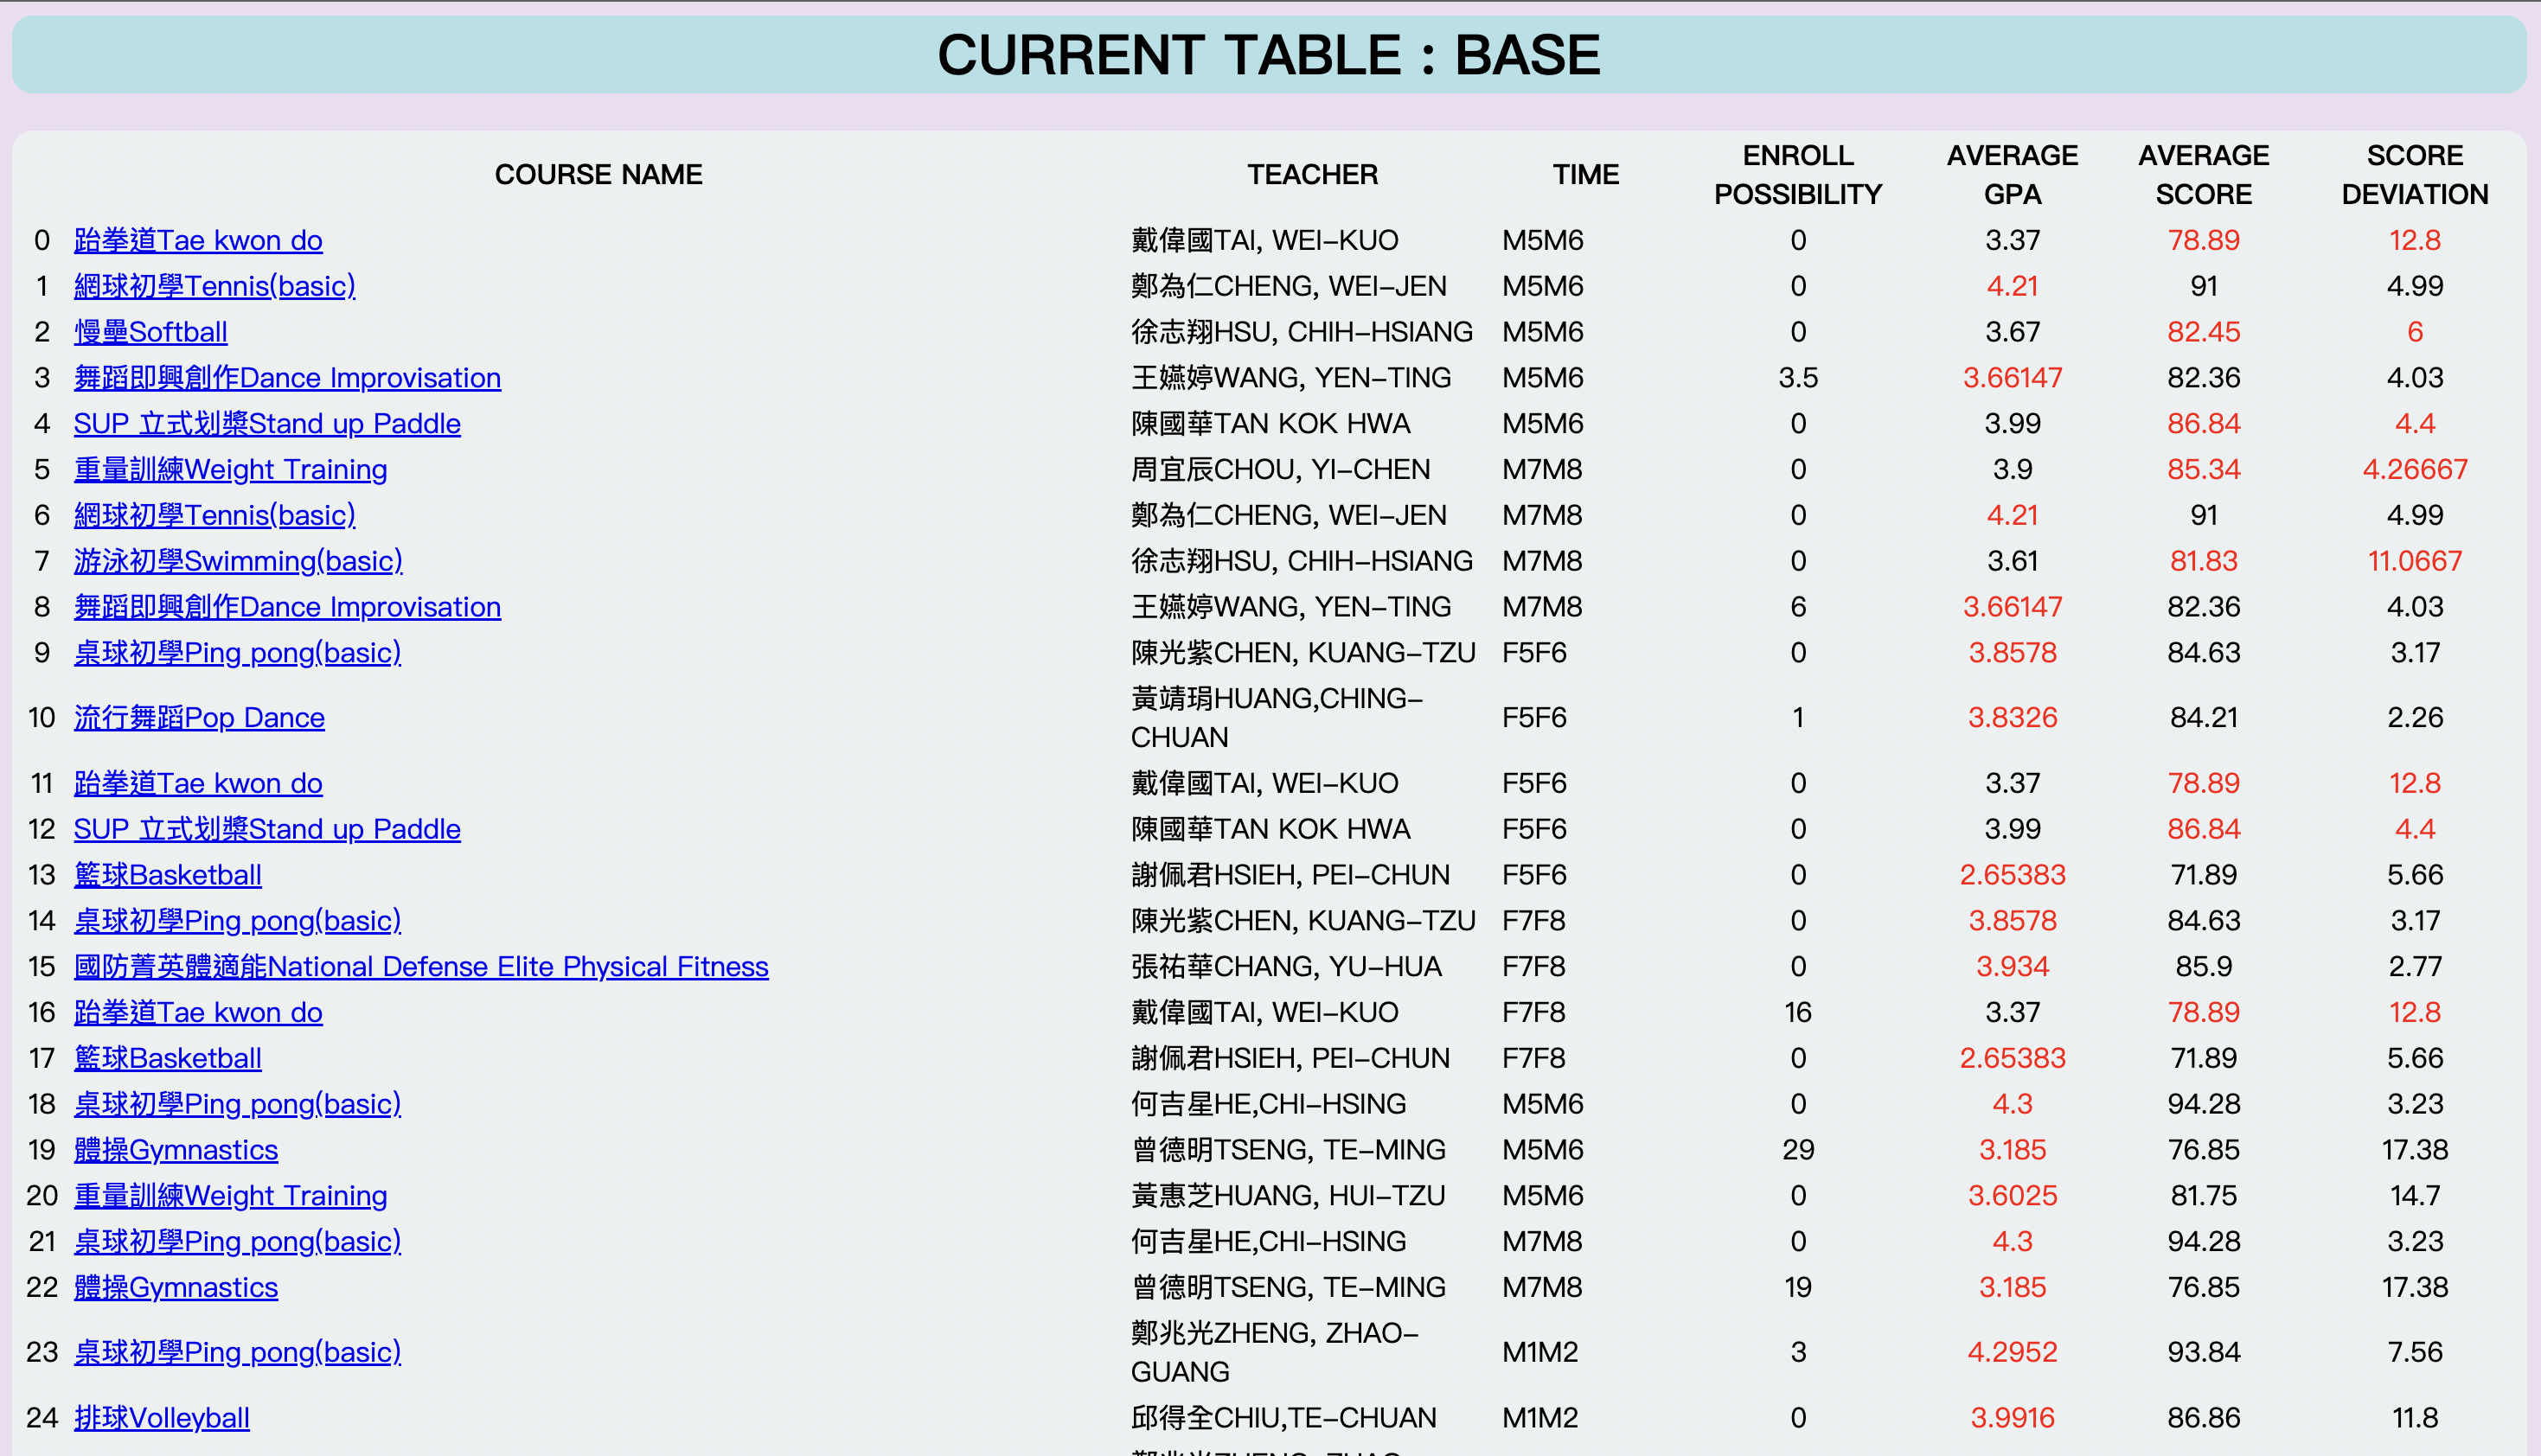 CURRENT TABLE : BASE
COURSE NAME TEACHER TIME ENROLL POSSIBILITY AVERAGE GPA AVERAGE SCORE SCORE DEVIATION
0 跆拳道Tae kwon do 戴偉國TAI, WEI-KUO M5M6 0 3.37 78.89 12.8
1 網球初學Tennis(basic) 鄭為仁CHENG, WEI-JEN M5M6 0 4.21 91 4.99
2 慢壘Softball 徐志翔HSU, CHIH-HSIANG M5M6 0 3.67 82.45 6
3 舞蹈即興創作Dance Improvisation 王嬿婷WANG, YEN-TING M5M6 3.5 3.66147 82.36 4.03
4 SUP 立式划槳Stand up Paddle 陳國華TAN KOK HWA M5M6 0 3.99 86.84 4.4
5 重量訓練Weight Training 周宜辰CHOU, YI-CHEN M7M8 0 3.9 85.34 4.26667
6 網球初學Tennis(basic) 鄭為仁CHENG, WEI-JEN M7M8 0 4.21 91 4.99
7 游泳初學Swimming(basic) 徐志翔HSU, CHIH-HSIANG M7M8 0 3.61 81.83 11.0667
8 舞蹈即興創作Dance Improvisation 王嬿婷WANG, YEN-TING M7M8 6 3.66147 82.36 4.03
9 桌球初學Ping pong(basic) 陳光紫CHEN, KUANG-TZU F5F6 0 3.8578 84.63 3.17
10 流行舞蹈Pop Dance 黃靖琄HUANG,CHING-CHUAN F5F6 1 3.8326 84.21 2.26
11 跆拳道Tae kwon do 戴偉國TAI, WEI-KUO F5F6 0 3.37 78.89 12.8
12 SUP 立式划槳Stand up Paddle 陳國華TAN KOK HWA F5F6 0 3.99 86.84 4.4
13 籃球Basketball 謝佩君HSIEH, PEI-CHUN F5F6 0 2.65383 71.89 5.66
14 桌球初學Ping pong(basic) 陳光紫CHEN, KUANG-TZU F7F8 0 3.8578 84.63 3.17
15 國防菁英體適能National Defense Elite Physical Fitness 張祐華CHANG, YU-HUA F7F8 0 3.934 85.9 2.77
16 跆拳道Tae kwon do 戴偉國TAI, WEI-KUO F7F8 16 3.37 78.89 12.8
17 籃球Basketball 謝佩君HSIEH, PEI-CHUN F7F8 0 2.65383 71.89 5.66
18 桌球初學Ping pong(basic) 何吉星HE,CHI-HSING M5M6 0 4.3 94.28 3.23
19 體操Gymnastics 曾德明TSENG, TE-MING M5M6 29 3.185 76.85 17.38
20 重量訓練Weight Training 黃惠芝HUANG, HUI-TZU M5M6 0 3.6025 81.75 14.7
21 桌球初學Ping pong(basic) 何吉星HE,CHI-HSING M7M8 0 4.3 94.28 3.23
22 體操Gymnastics 曾德明TSENG, TE-MING M7M8 19 3.185 76.85 17.38
23 桌球初學Ping pong(basic) 鄭兆光ZHENG, ZHAO-GUANG M1M2 3 4.2952 93.84 7.56
24 排球Volleyball 邱得全CHIU,TE-CHUAN M1M2 0 3.9916 86.86 11.8